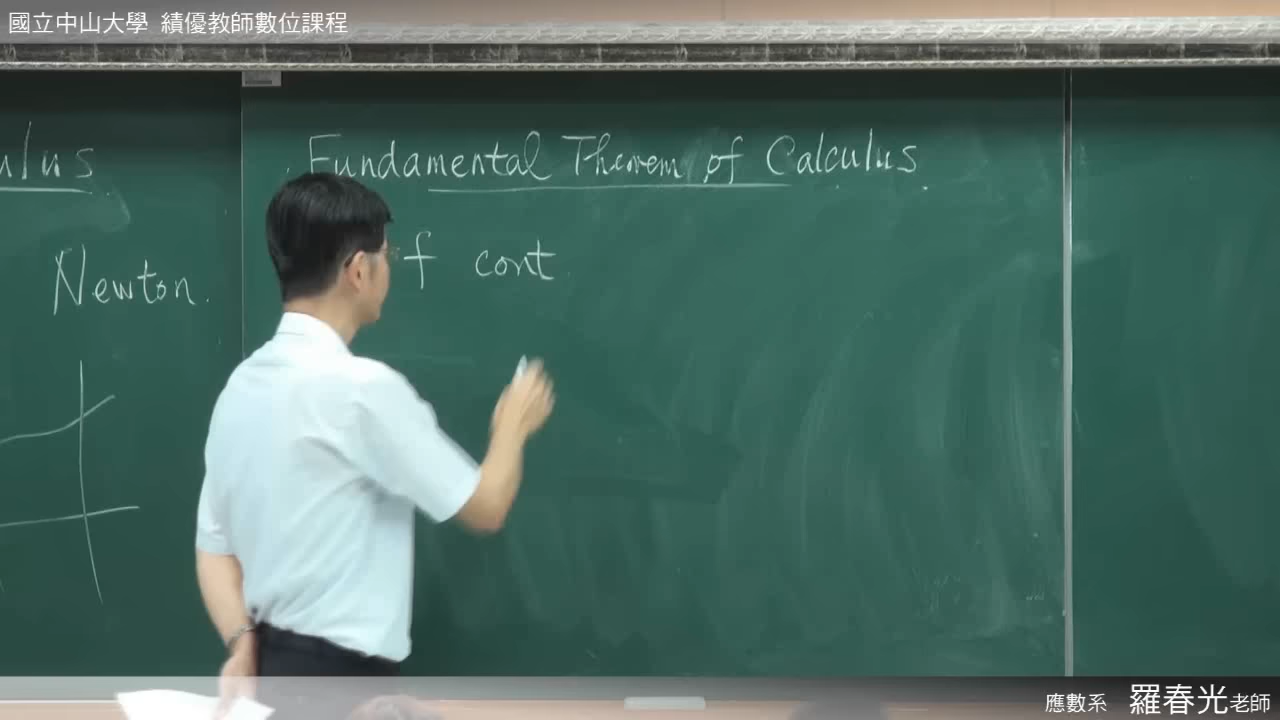 國立中山大學 績優教師數位課程
ulus
Fundamental Theorem of Calculus
f cont
Newton.
應數系 羅春光老師